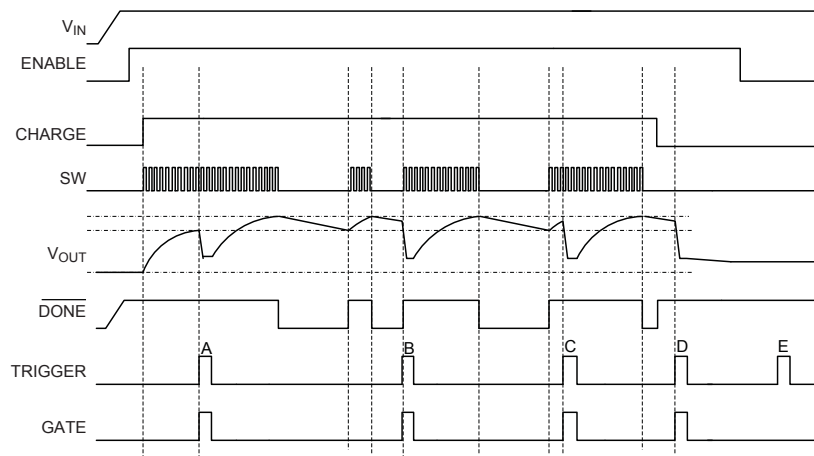 VIN
ENABLE
CHARGE
SW
VOUT
DONE
A
B
C
D
E
TRIGGER
GATE